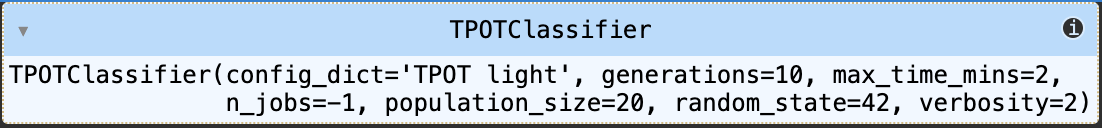 TPOTClassifier
TPOTClassifier(config_dict='TPOT light', generations=10, max_time_mins=2,
n_jobs=-1, population_size=20, random_state=42, verbosity=2)